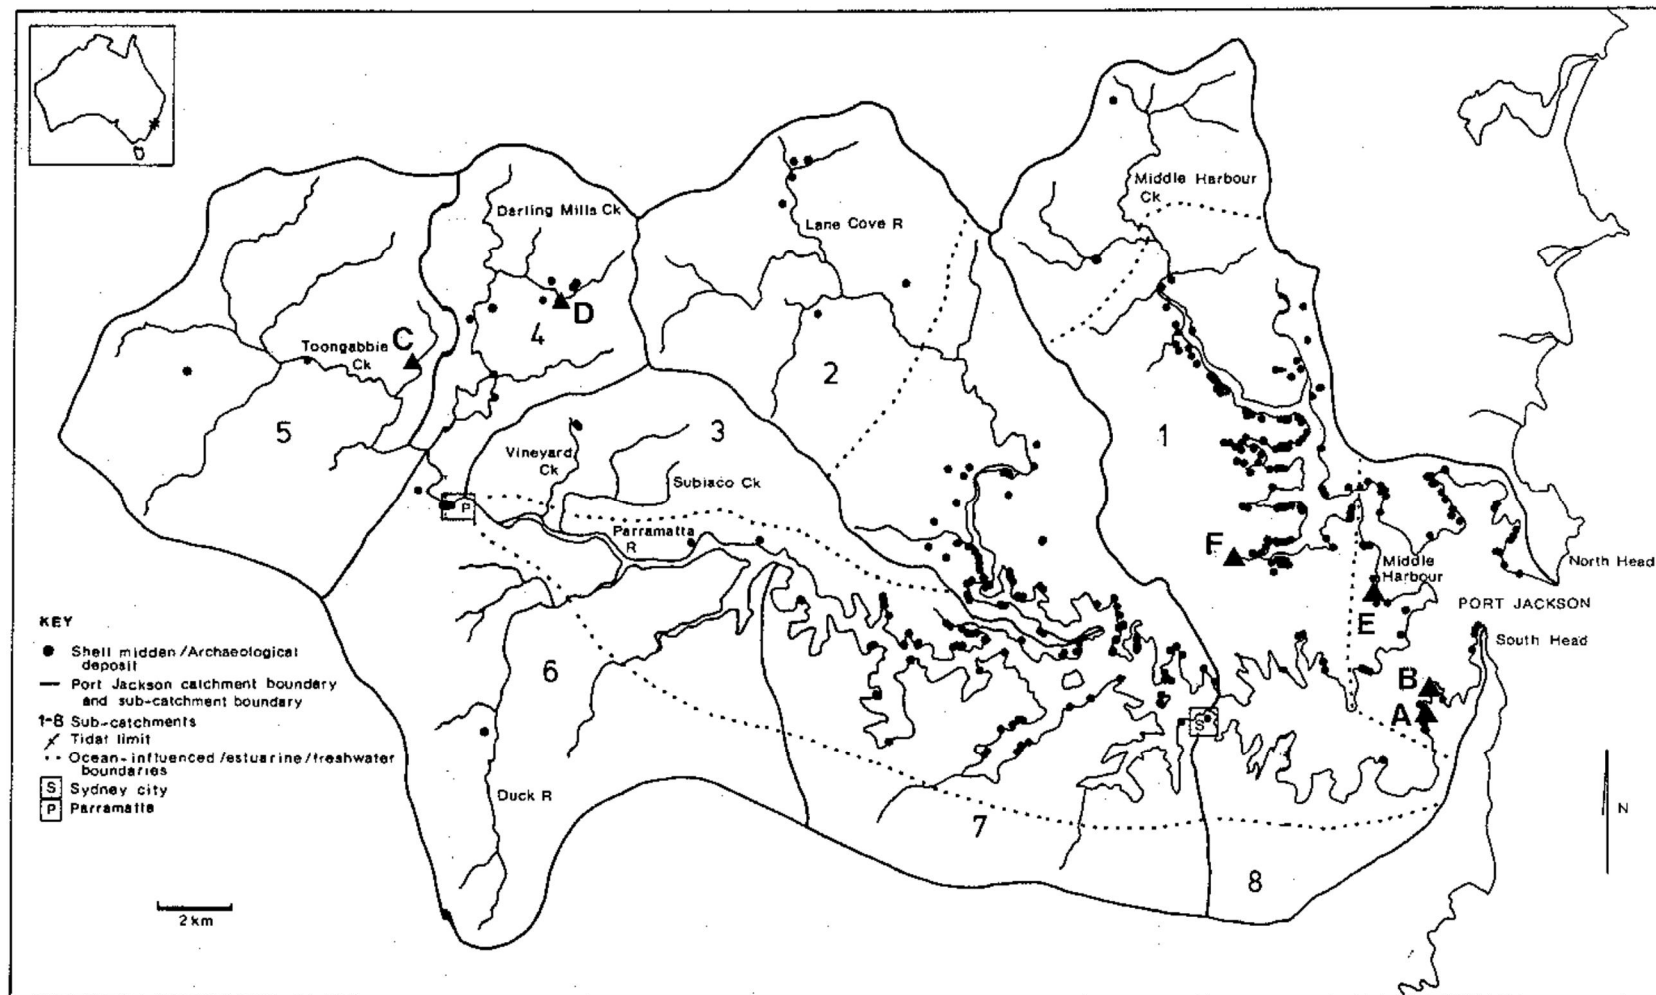 Middle Harbour
Ck
Darling Mills Ck
Lane Cove R
D
4
C
Toongabbie
Ck
2
5
3
1
Vineyard
Ck
Subiaco Ck
P
Parramatta
R
F
Middle
Harbour
North Head
E
PORT JACKSON
South Head
B
A
S
6
7
8
Duck R
N
KEY
Shell midden/Archaeological
deposit
Port Jackson catchment boundary
and sub-catchment boundary
1-8 Sub-catchments
Tidal limit
Ocean-influenced/estuarine/freshwater
boundaries
S Sydney city
P Parramatta
2km